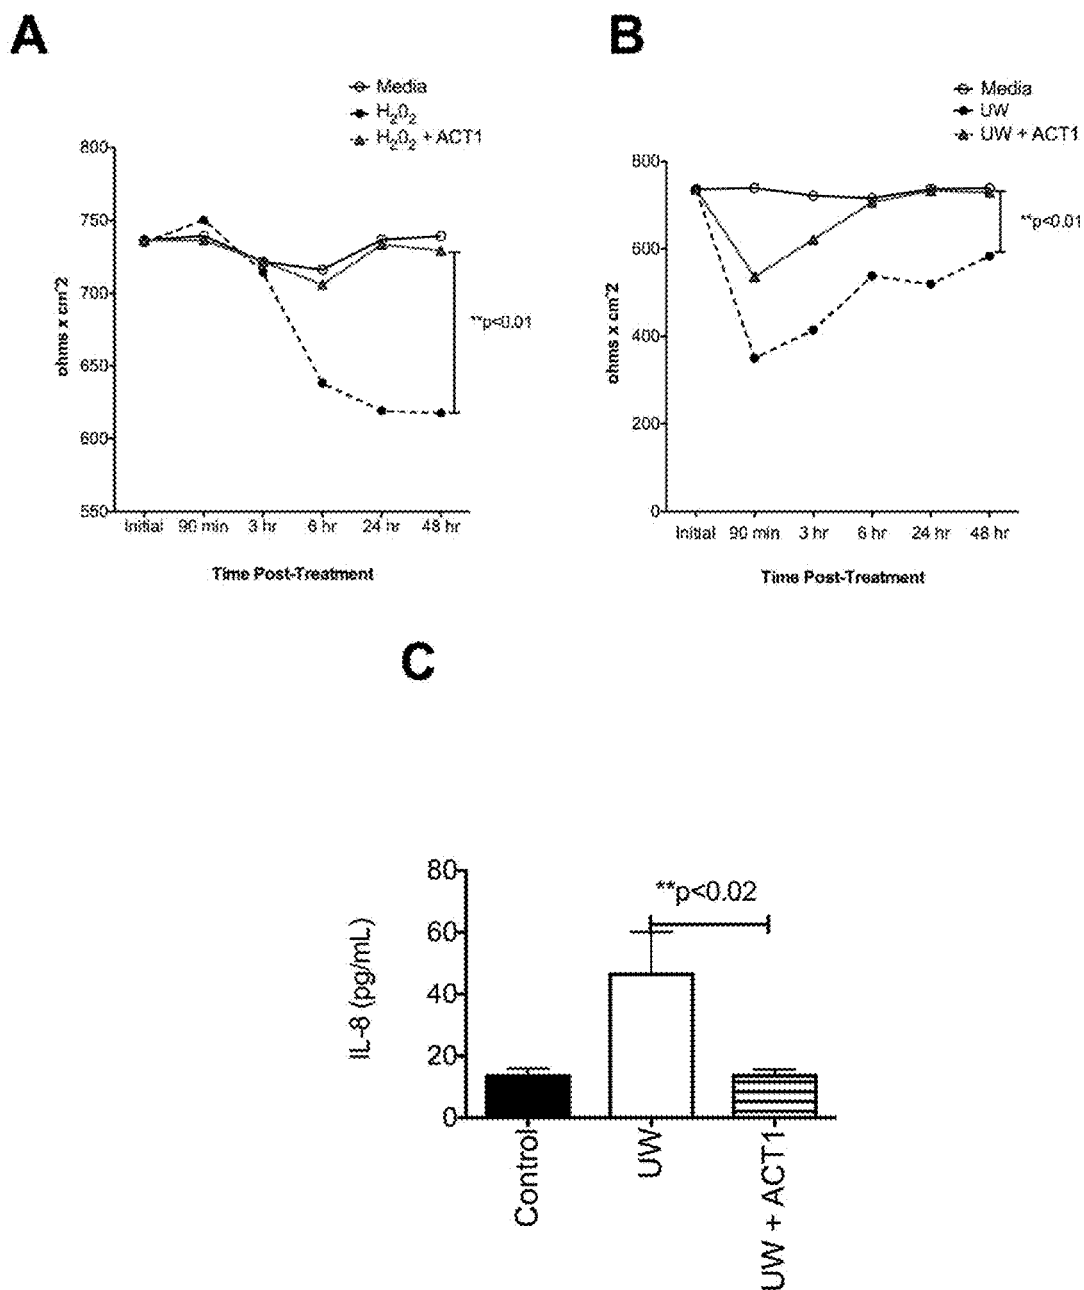 A
Media
H2O2
H2O2 + ACT1
800
750
700
650
600
550
ohms x cm^2
**p<0.01
Initial 90 min 3 hr 6 hr 24 hr 48 hr
Time Post-Treatment
B
Media
UW
UW + ACT1
800
600
400
200
0
ohms x cm^2
**p<0.01
Initial 90 min 3 hr 6 hr 24 hr 48 hr
Time Post-Treatment
C
80
60
40
20
0
IL-8 (pg/mL)
**p<0.02
Control
UW
UW + ACT1